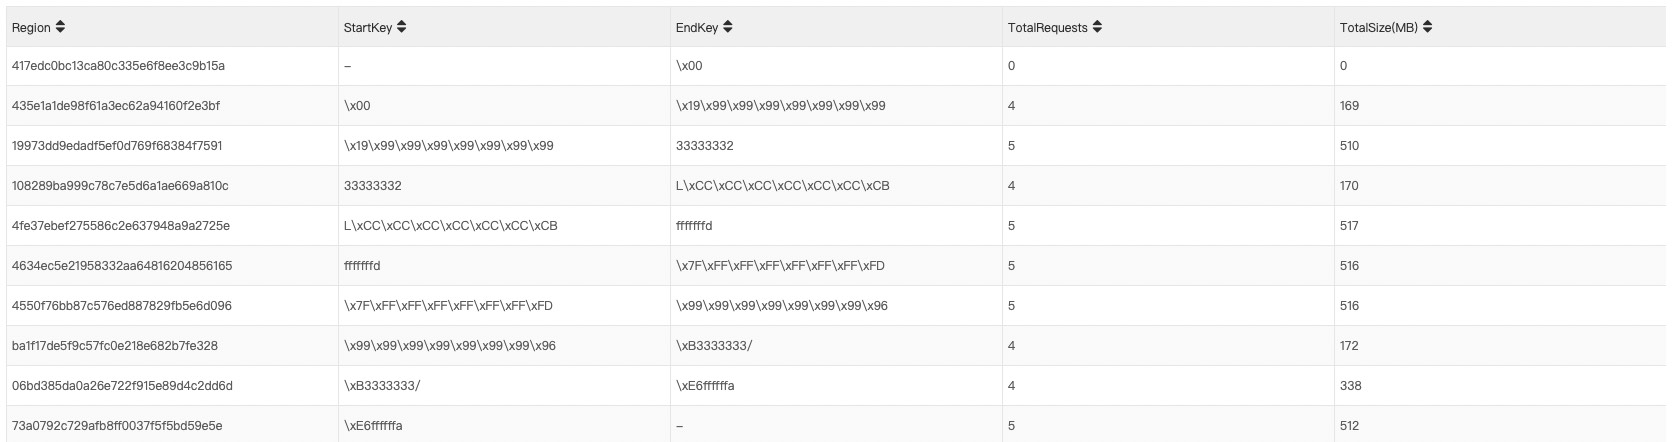 Region StartKey EndKey TotalRequests TotalSize(MB)
417edc0bc13ca80c335e6f8ee3c9b15a – \x00 0 0
435e1a1de98f61a3ec62a94160f2e3bf \x00 \x19\x99\x99\x99\x99\x99\x99\x99 4 169
19973dd9edadf5ef0d769f68384f7591 \x19\x99\x99\x99\x99\x99\x99\x99 33333332 5 510
108289ba999c78c7e5d6a1ae669a810c 33333332 L\xCC\xCC\xCC\xCC\xCC\xCC\xCB 4 170
4fe37ebef275586c2e637948a9a2725e L\xCC\xCC\xCC\xCC\xCC\xCC\xCB fffffffd 5 517
4634ec5e21958332aa64816204856165 fffffffd \x7F\xFF\xFF\xFF\xFF\xFF\xFF\xFD 5 516
4550f76bb87c576ed887829fb5e6d096 \x7F\xFF\xFF\xFF\xFF\xFF\xFF\xFD \x99\x99\x99\x99\x99\x99\x99\x96 5 516
ba1f17de5f9c57fc0e218e682b7fe328 \x99\x99\x99\x99\x99\x99\x99\x96 \xB3333333/ 4 172
06bd385da0a26e722f915e89d4c2dd6d \xB3333333/ \xE6ffffffa 4 338
73a0792c729afb8ff0037f5f5bd59e5e \xE6ffffffa – 5 512